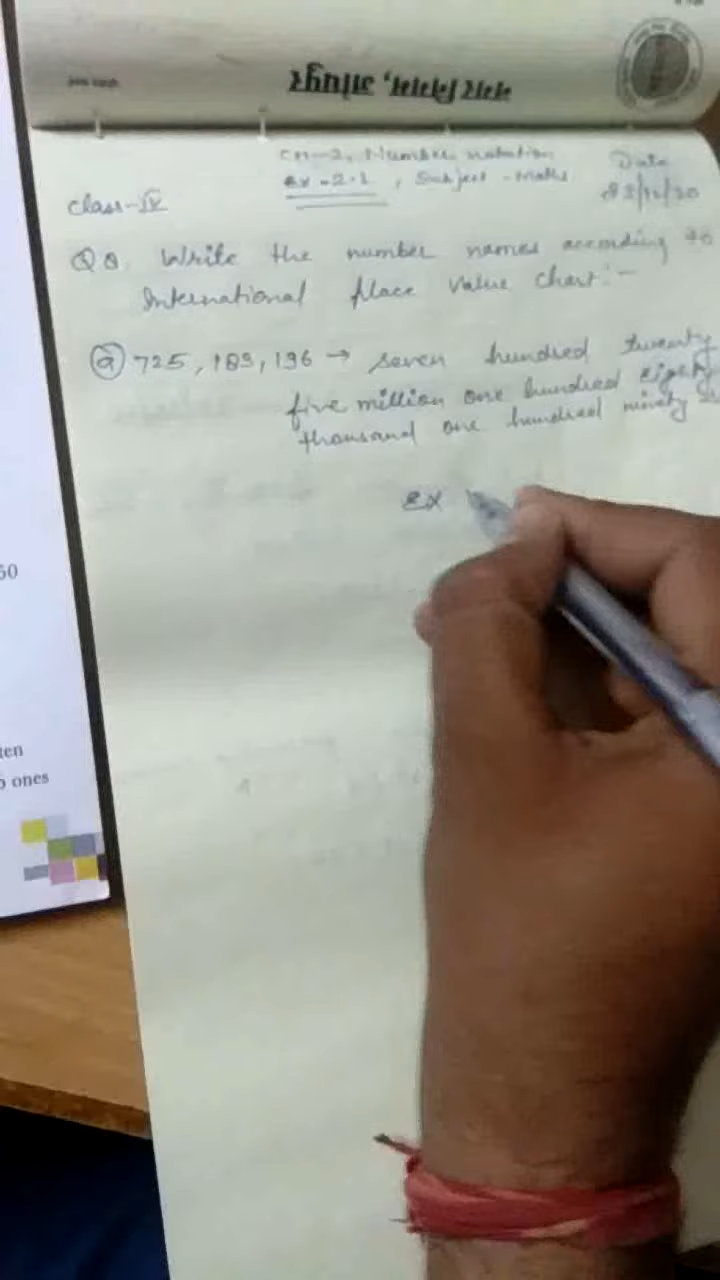 CH-2, Number notation
Ex-2.1, Subject-Maths
Date
Class-IV
Q8. Write the number names according to
International place value chart:-
(a) 725, 183, 196 → seven hundred twenty
five million one hundred eighty
thousand one hundred ninety
Ex
50
ten
ones